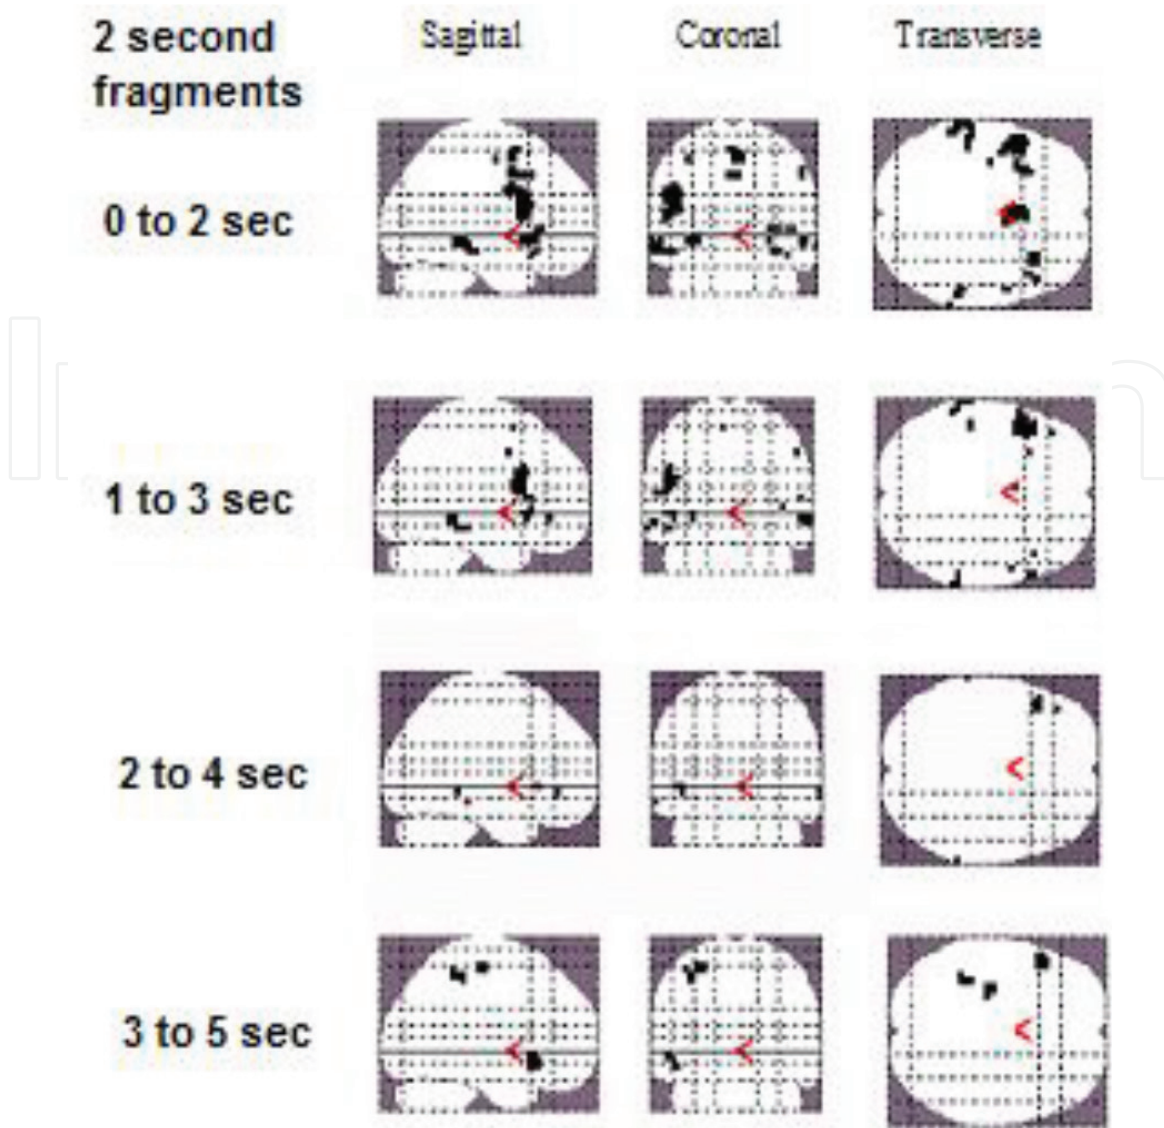 2 second
fragments
Sagittal
Coronal
Transverse
0 to 2 sec
1 to 3 sec
2 to 4 sec
3 to 5 sec